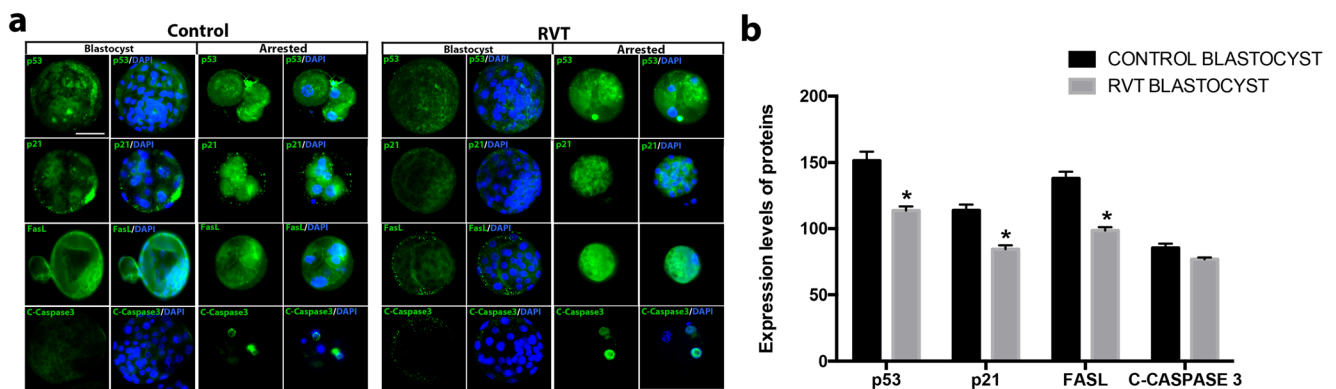 a
Control
RVT
Blastocyst Arrested Blastocyst Arrested
p53 p53/DAPI p53 p53/DAPI p53 p53/DAPI p53 p53/DAPI
p21 p21/DAPI p21 p21/DAPI p21 p21/DAPI p21 p21/DAPI
FasL FasL/DAPI FasL FasL/DAPI FasL FasL/DAPI FasL FasL/DAPI
C-Caspase3 C-Caspase3/DAPI C-Caspase3 C-Caspase3/DAPI C-Caspase3 C-Caspase3/DAPI C-Caspase3 C-Caspase3/DAPI
b
CONTROL BLASTOCYST
RVT BLASTOCYST
Expression levels of proteins
200
150
100
50
0
* * *
p53 p21 FASL C-CASPASE 3